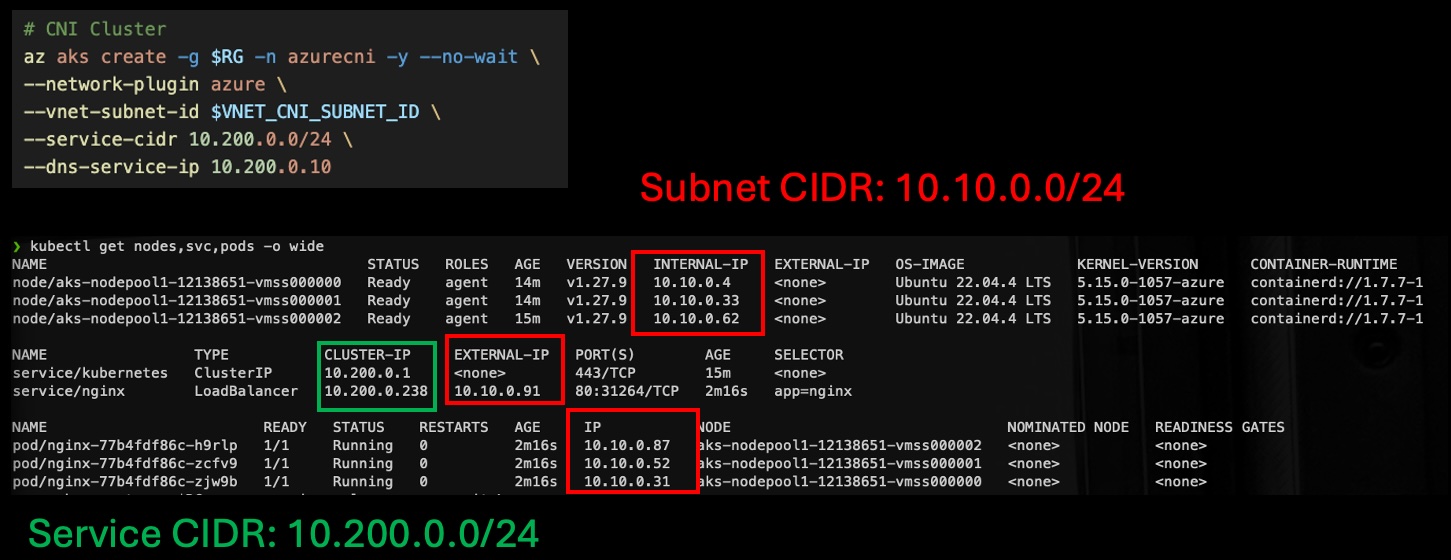 # CNI Cluster
az aks create -g $RG -n azurecni -y --no-wait \
--network-plugin azure \
--vnet-subnet-id $VNET_CNI_SUBNET_ID \
--service-cidr 10.200.0.0/24 \
--dns-service-ip 10.200.0.10
Subnet CIDR: 10.10.0.0/24
❯ kubectl get nodes,svc,pods -o wide
NAME STATUS ROLES AGE VERSION INTERNAL-IP EXTERNAL-IP OS-IMAGE KERNEL-VERSION CONTAINER-RUNTIME
node/aks-nodepool1-12138651-vmss000000 Ready agent 14m v1.27.9 10.10.0.4 <none> Ubuntu 22.04.4 LTS 5.15.0-1057-azure containerd://1.7.7-1
node/aks-nodepool1-12138651-vmss000001 Ready agent 14m v1.27.9 10.10.0.33 <none> Ubuntu 22.04.4 LTS 5.15.0-1057-azure containerd://1.7.7-1
node/aks-nodepool1-12138651-vmss000002 Ready agent 15m v1.27.9 10.10.0.62 <none> Ubuntu 22.04.4 LTS 5.15.0-1057-azure containerd://1.7.7-1
NAME TYPE CLUSTER-IP EXTERNAL-IP PORT(S) AGE SELECTOR
service/kubernetes ClusterIP 10.200.0.1 <none> 443/TCP 15m <none>
service/nginx LoadBalancer 10.200.0.238 10.10.0.91 80:31264/TCP 2m16s app=nginx
NAME READY STATUS RESTARTS AGE IP NODE NOMINATED NODE READINESS GATES
pod/nginx-77b4fdf86c-h9rlp 1/1 Running 0 2m16s 10.10.0.87 aks-nodepool1-12138651-vmss000002 <none> <none>
pod/nginx-77b4fdf86c-zcfv9 1/1 Running 0 2m16s 10.10.0.52 aks-nodepool1-12138651-vmss000001 <none> <none>
pod/nginx-77b4fdf86c-zjw9b 1/1 Running 0 2m16s 10.10.0.31 aks-nodepool1-12138651-vmss000000 <none> <none>
Service CIDR: 10.200.0.0/24